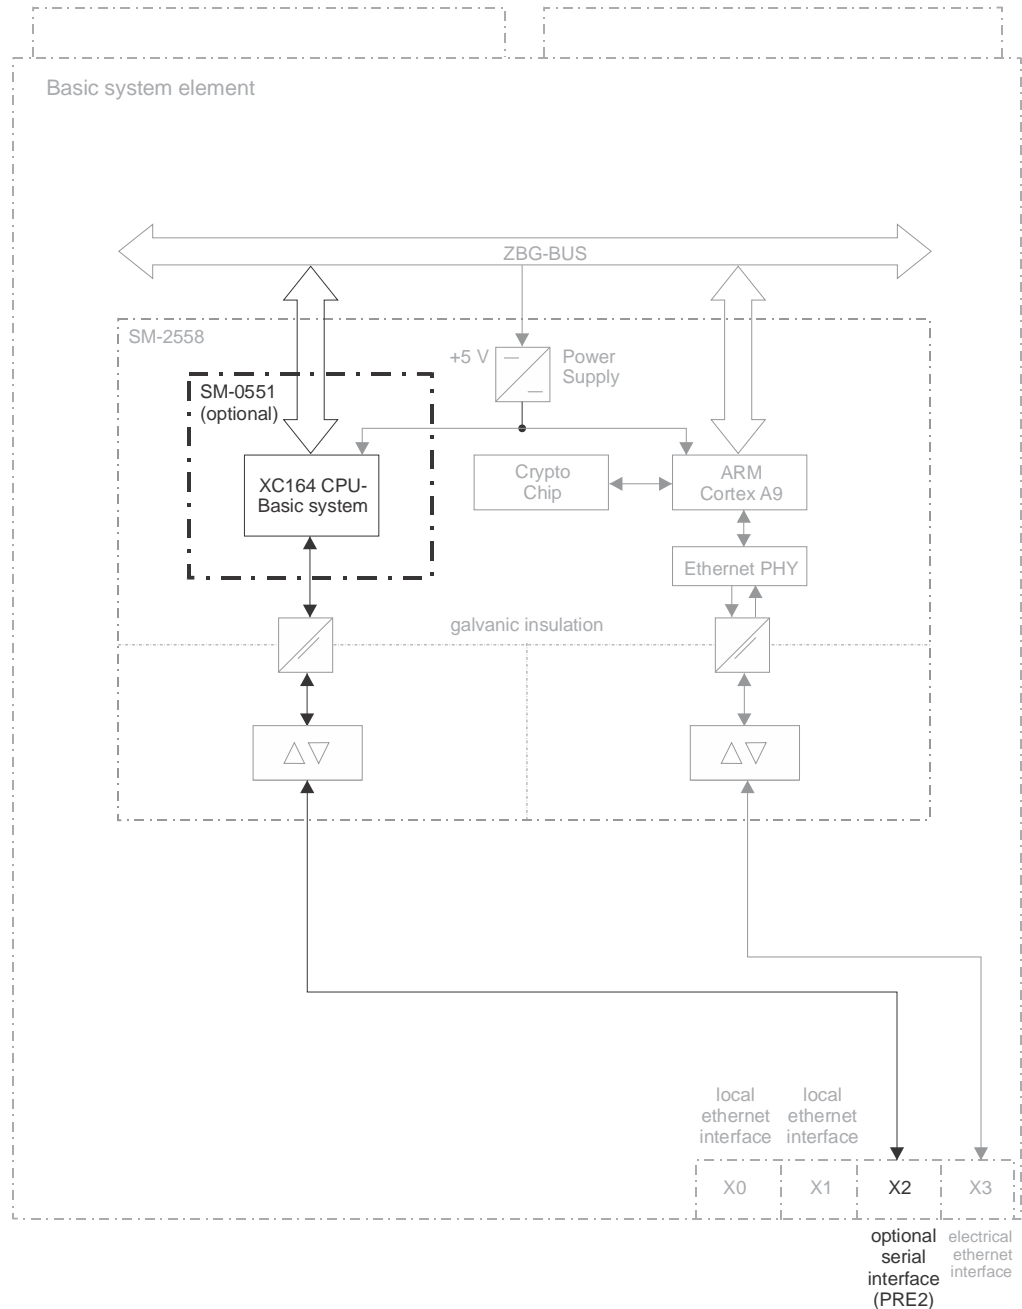 Basic system element
ZBG-BUS
SM-2558
+5 V
Power
Supply
SM-0551
(optional)
XC164 CPU-
Basic system
Crypto
Chip
ARM
Cortex A9
Ethernet PHY
galvanic insulation
local
ethernet
interface
local
ethernet
interface
X0
X1
X2
X3
optional
serial
interface
(PRE2)
electrical
ethernet
interface